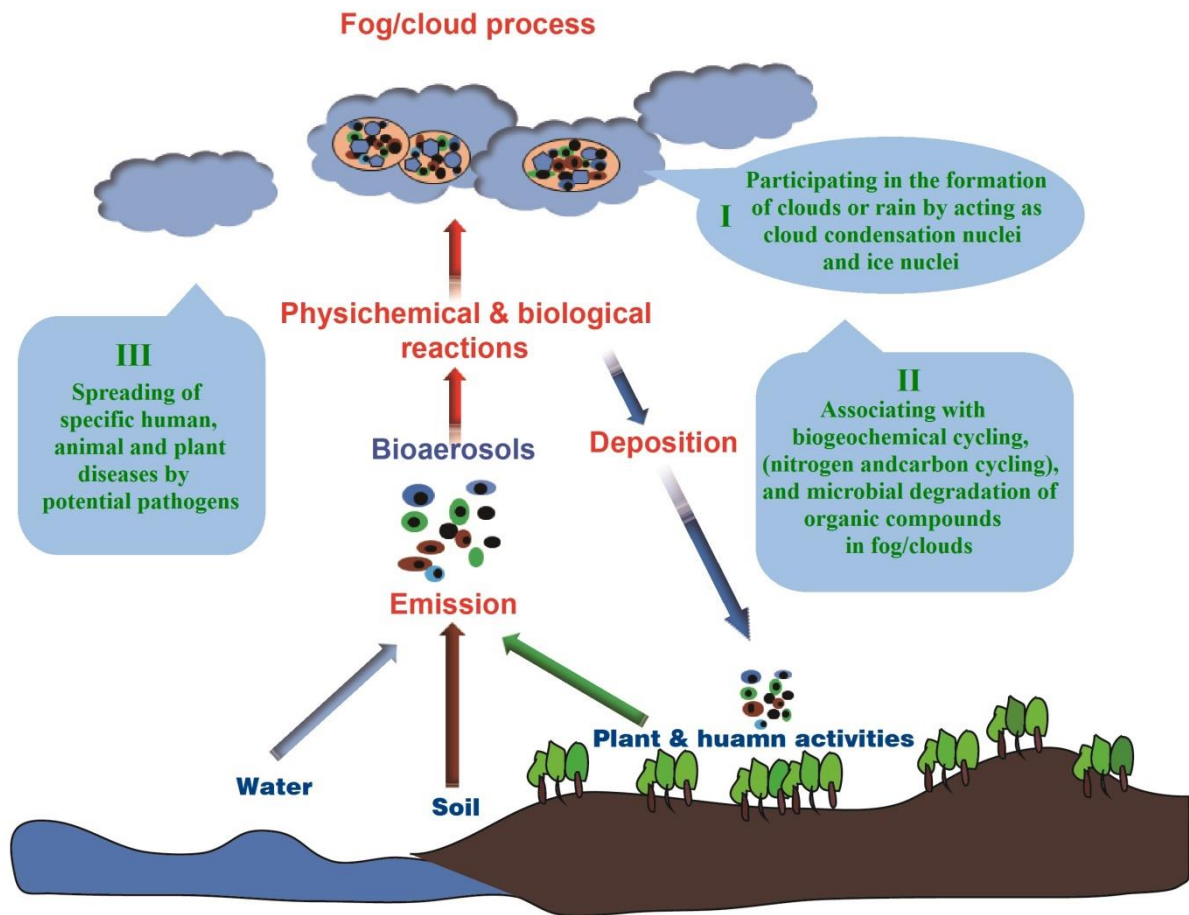 Fog/cloud process
I
Participating in the formation
of clouds or rain by acting as
cloud condensation nuclei
and ice nuclei
Physichemical & biological
reactions
III
Spreading of
specific human,
animal and plant
diseases by
potential pathogens
II
Associating with
biogeochemical cycling,
(nitrogen andcarbon cycling),
and microbial degradation of
organic compounds
in fog/clouds
Bioaerosols
Deposition
Emission
Plant & huamn activities
Water
Soil